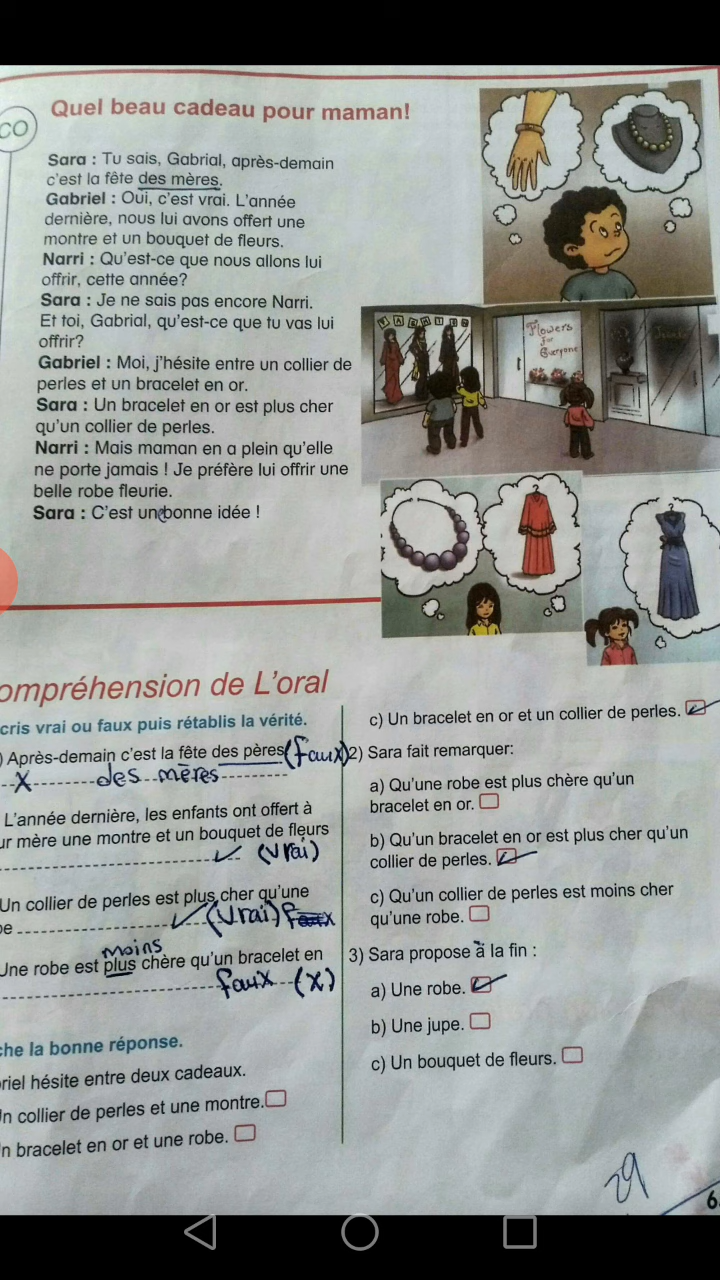 CO
Quel beau cadeau pour maman!
Sara : Tu sais, Gabrial, après-demain
c'est la fête des mères.
Gabriel : Oui, c'est vrai. L'année
dernière, nous lui avons offert une
montre et un bouquet de fleurs.
Narri : Qu'est-ce que nous allons lui
offrir, cette année?
Sara : Je ne sais pas encore Narri.
Et toi, Gabrial, qu'est-ce que tu vas lui
offrir?
Gabriel : Moi, j'hésite entre un collier de
perles et un bracelet en or.
Sara : Un bracelet en or est plus cher
qu'un collier de perles.
Narri : Mais maman en a plein qu'elle
ne porte jamais ! Je préfère lui offrir une
belle robe fleurie.
Sara : C'est un bonne idée !
Flowers
For
Everyone
ompréhension de L'oral
cris vrai ou faux puis rétablis la vérité.
) Après-demain c'est la fête des pères (faux)
x des mères
L'année dernière, les enfants ont offert à
ur mère une montre et un bouquet de fleurs
✓ (vrai)
Un collier de perles est plus cher qu'une
be ✓ (vrai) faux
moins
Une robe est plus chère qu'un bracelet en
faux (x)
che la bonne réponse.
riel hésite entre deux cadeaux.
n collier de perles et une montre.
n bracelet en or et une robe.
c) Un bracelet en or et un collier de perles. ✓
2) Sara fait remarquer:
a) Qu'une robe est plus chère qu'un
bracelet en or.
b) Qu'un bracelet en or est plus cher qu'un
collier de perles. ✓
c) Qu'un collier de perles est moins cher
qu'une robe.
3) Sara propose à la fin :
a) Une robe. ✓
b) Une jupe.
c) Un bouquet de fleurs.
29
6